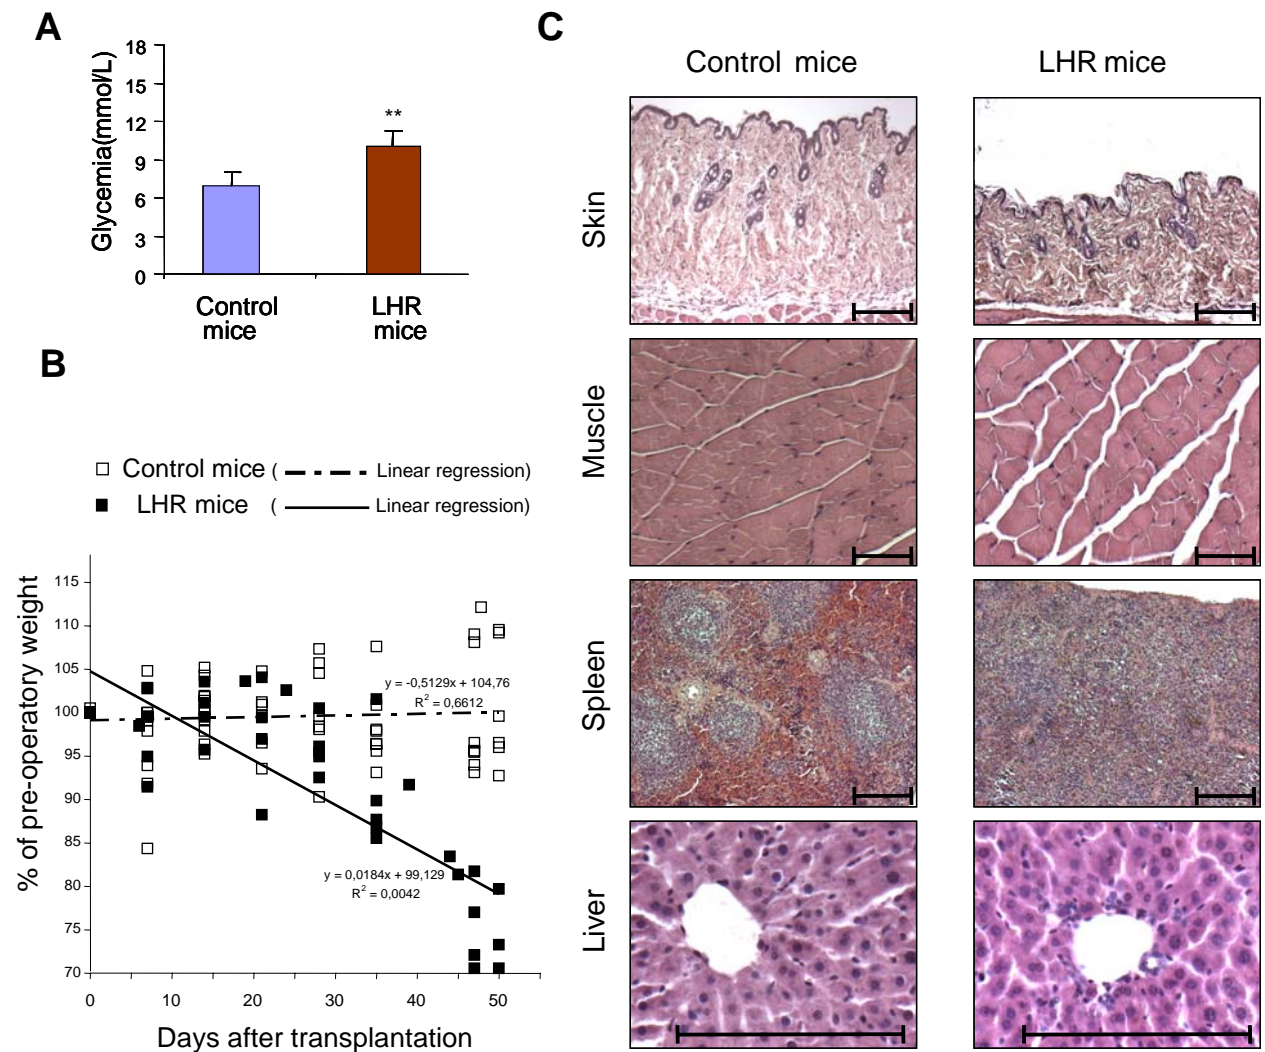 A
18
15
12
9
6
3
0
Glycemia(mmol/L)
**
Control mice
LHR mice
B
Control mice ( Linear regression)
LHR mice ( Linear regression)
% of pre-operatory weight
115
110
105
100
95
90
85
80
75
70
y = -0,5129x + 104,76
R2 = 0,6612
y = 0,0184x + 99,129
R2 = 0,0042
0 10 20 30 40 50
Days after transplantation
C
Control mice LHR mice
Skin
Muscle
Spleen
Liver